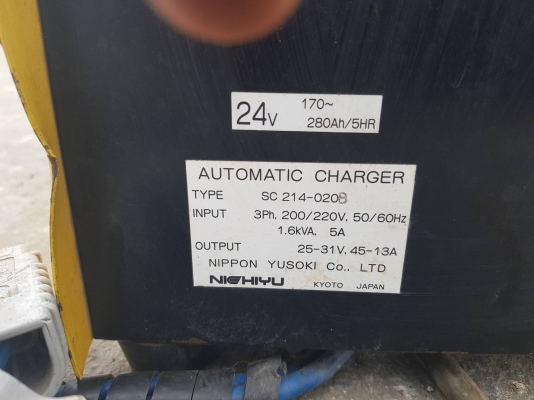 24V 170~
280Ah/5HR
AUTOMATIC CHARGER
TYPE SC 214-020B
INPUT 3Ph, 200/220V, 50/60Hz
1.6kVA, 5A
OUTPUT 25-31V, 45-13A
NIPPON YUSOKI Co., LTD
NICHIYU KYOTO JAPAN